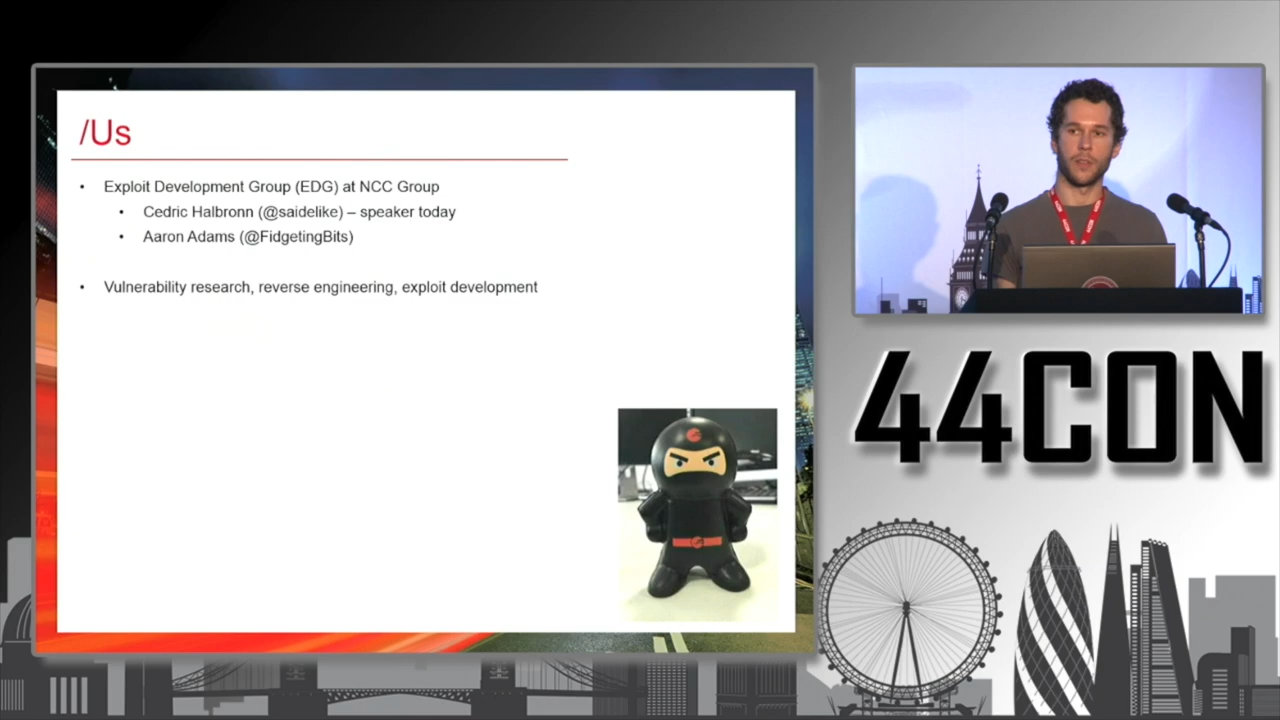 /Us
• Exploit Development Group (EDG) at NCC Group
• Cedric Halbronn (@saidelike) – speaker today
• Aaron Adams (@FidgetingBits)
• Vulnerability research, reverse engineering, exploit development
44CON